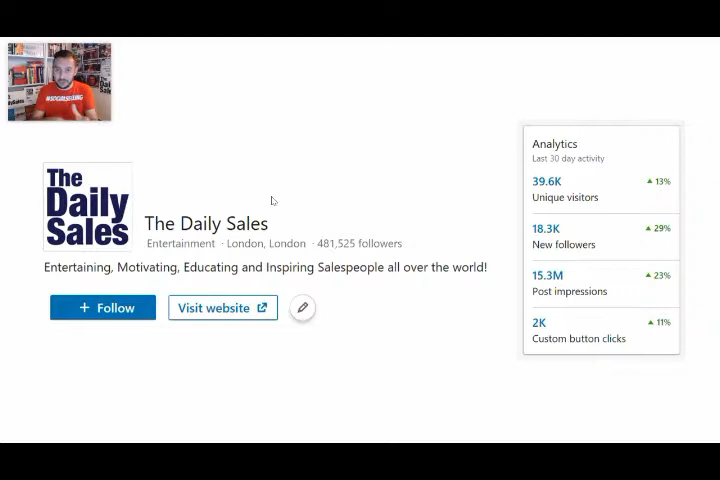 #SOCIALSELLING
The
Daily
Sales
The Daily Sales
Entertainment · London, London · 481,525 followers
Entertaining, Motivating, Educating and Inspiring Salespeople all over the world!
+ Follow
Visit website
Analytics
Last 30 day activity
39.6K ▲ 13%
Unique visitors
18.3K ▲ 29%
New followers
15.3M ▲ 23%
Post impressions
2K ▲ 11%
Custom button clicks